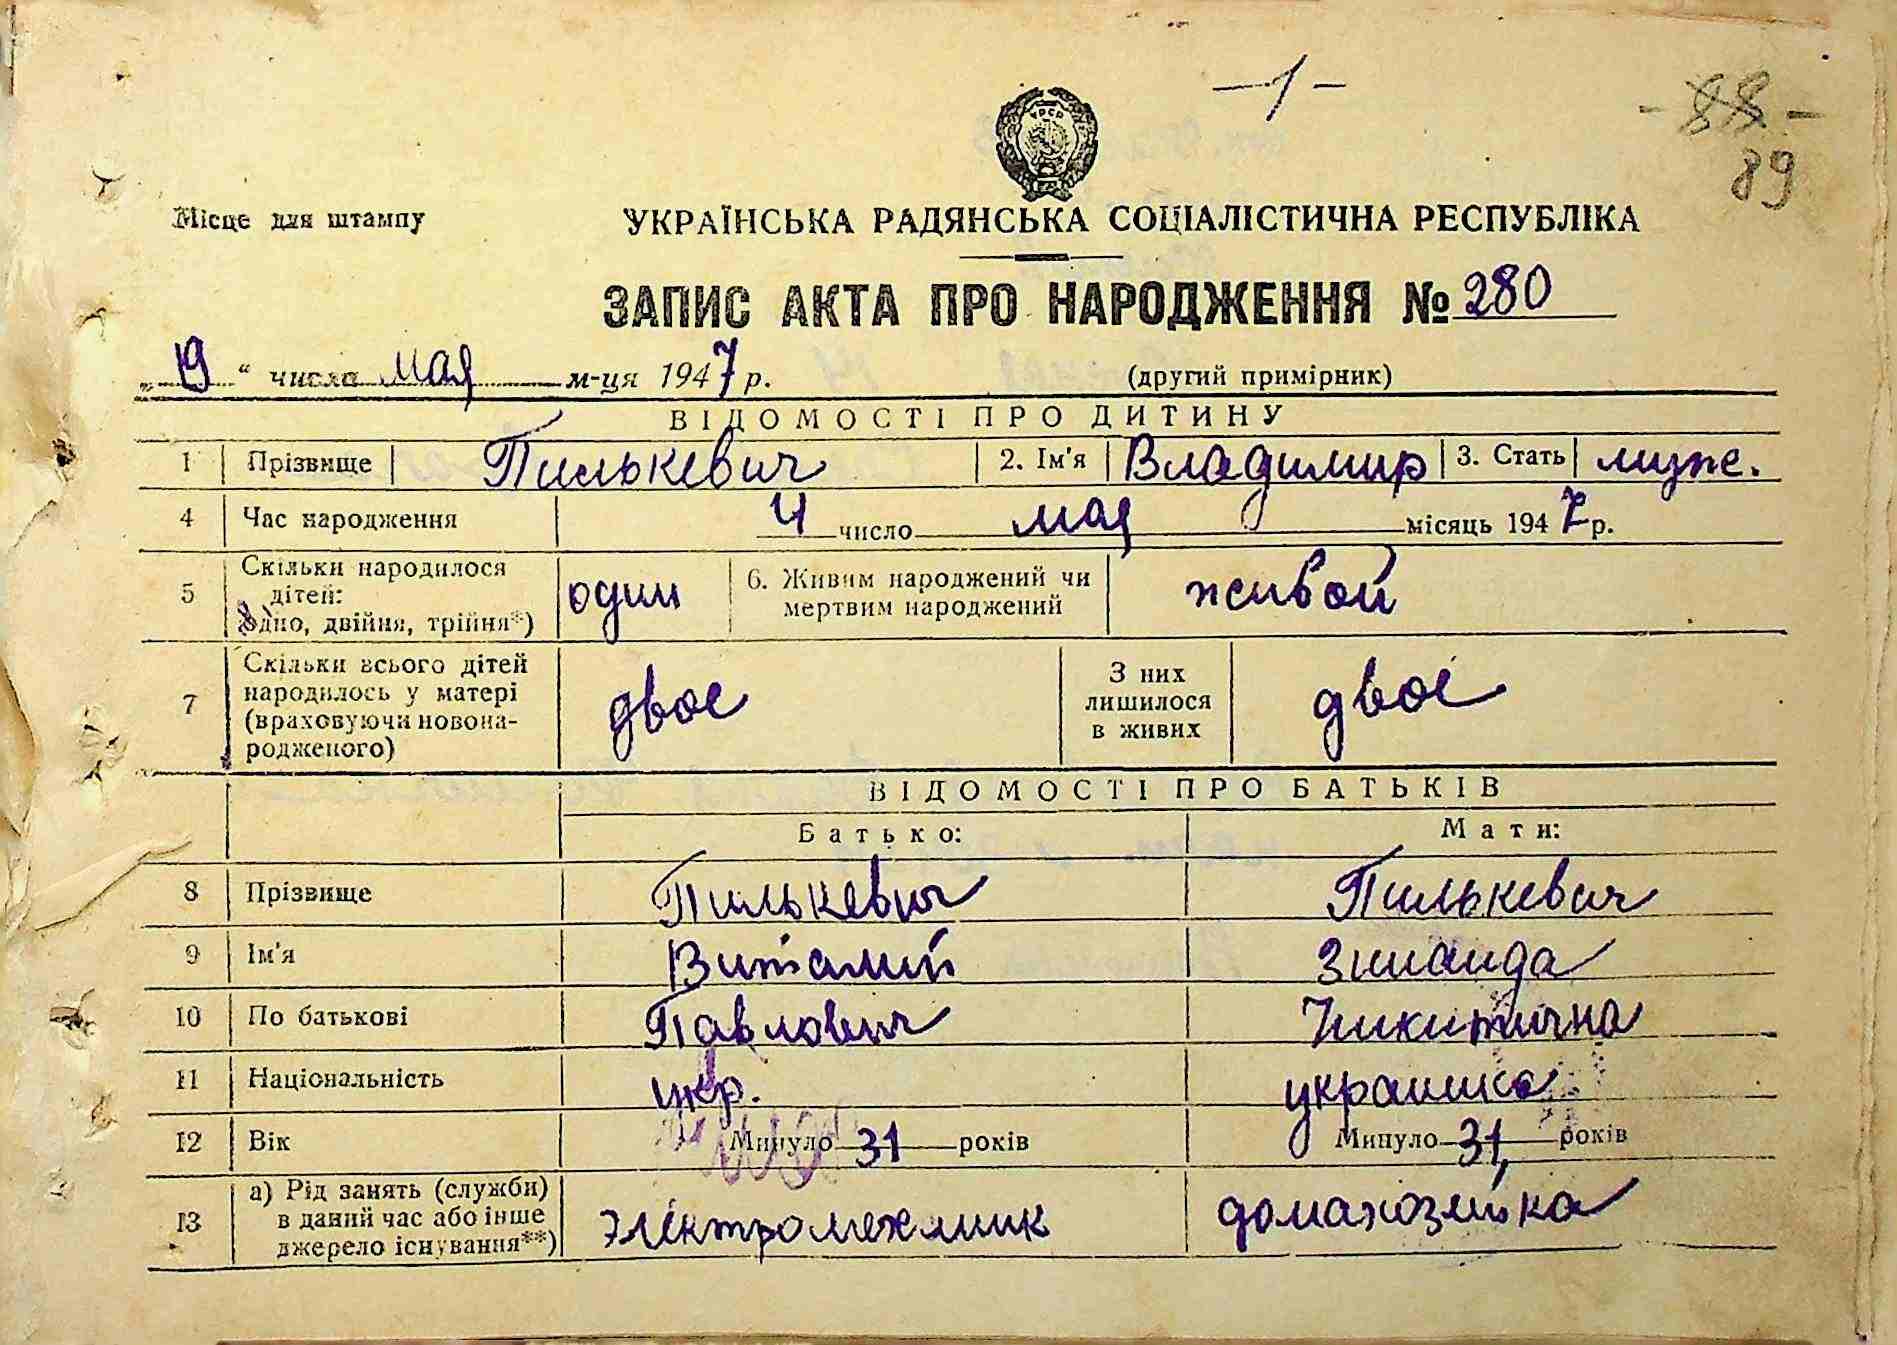 - 1 -
- 88 -
89
УРСР
Місце для штампу
УКРАЇНСЬКА РАДЯНСЬКА СОЦІАЛІСТИЧНА РЕСПУБЛІКА
ЗАПИС АКТА ПРО НАРОДЖЕННЯ № 280
„19“ числа мая м-ця 1947 р. (другий примірник)
ВІДОМОСТІ ПРО ДИТИНУ
1 Прізвище Пилькевич 2. Ім'я Владимир 3. Стать муж.
4 Час народження 4 число мая місяць 1947 р.
5 Скільки народилося дітей: одно, двійня, трійня*) один 6. Живим народжений чи мертвим народжений живой
7 Скільки всього дітей народилось у матері (враховуючи новонародженого) двое З них лишилося в живих двое
ВІДОМОСТІ ПРО БАТЬКІВ
Батько: Мати:
8 Прізвище Пилькевич Пилькевич
9 Ім'я Виталий Зинаида
10 По батькові Павлович Никитична
11 Національність укр. украинка
12 Вік Минуло 31 років Минуло 31 років
13 а) Рід занять (служби) в даний час або інше джерело існування**) электромеханик домахозяйка